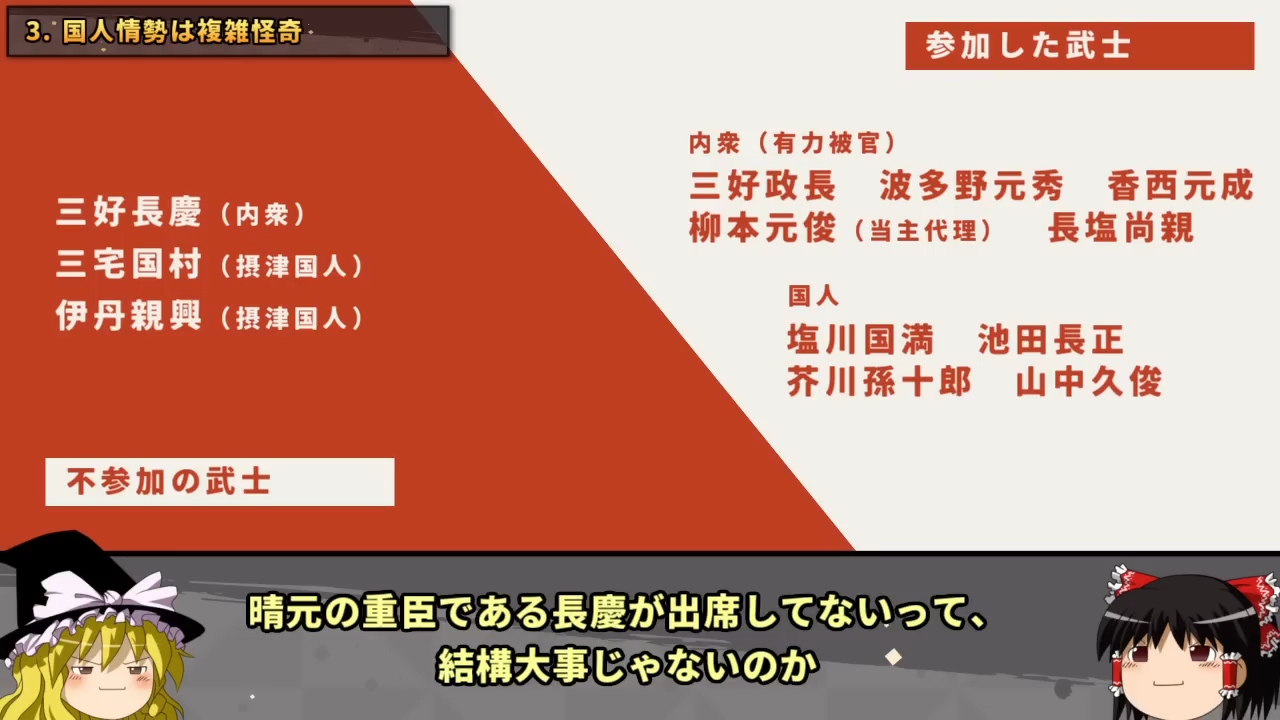 3. 国人情勢は複雑怪奇
参加した武士
内衆（有力被官）
三好政長　波多野元秀　香西元成
柳本元俊（当主代理）　長塩尚親
国人
塩川国満　池田長正
芥川孫十郎　山中久俊
三好長慶（内衆）
三宅国村（摂津国人）
伊丹親興（摂津国人）
不参加の武士
晴元の重臣である長慶が出席してないって、
結構大事じゃないのか